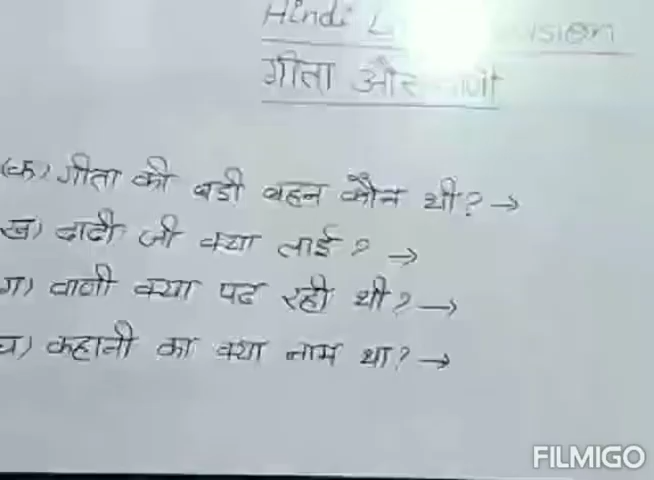 Hindi
गीता और
(क) गीता की बडी बहन कौन थी? →
ख) दादी जी क्या लाई? →
ग) वाणी क्या पढ रही थी? →
घ) कहानी का क्या नाम था? →
FILMIGO